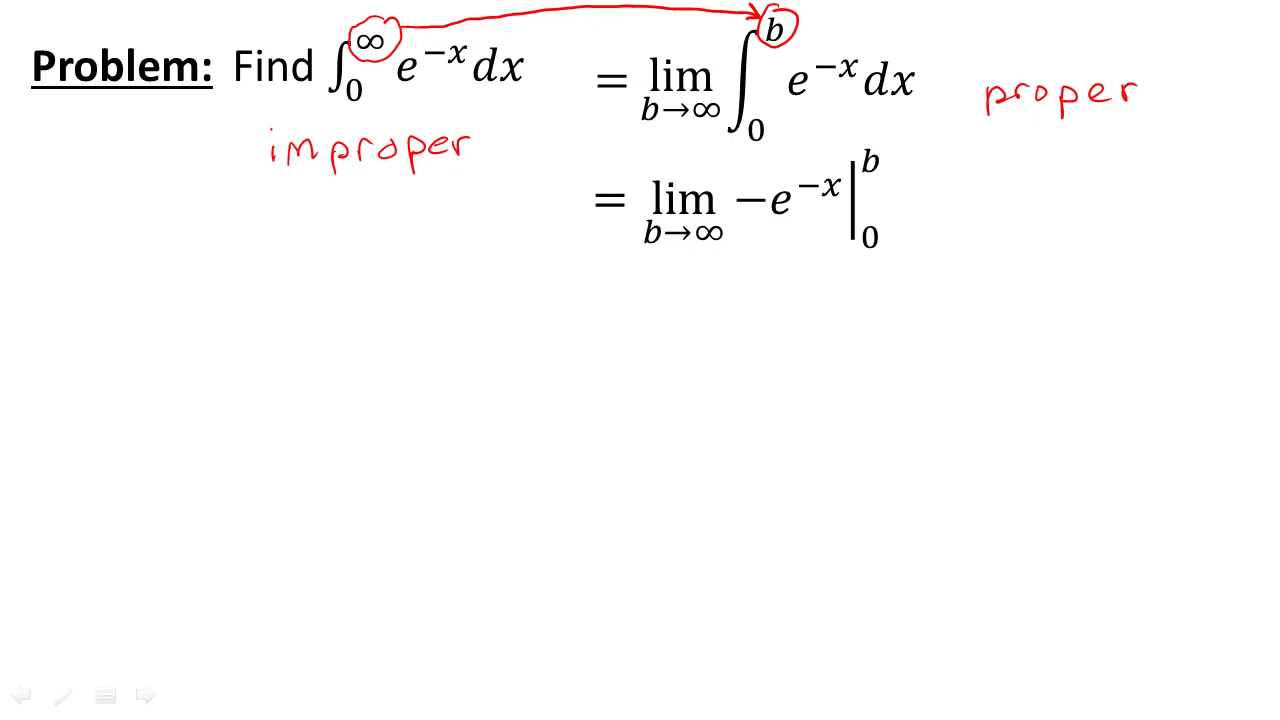 Problem: Find ∫₀^∞ e^{−x} dx = lim_{b→∞} ∫₀^b e^{−x} dx
improper
proper
= lim_{b→∞} −e^{−x} |₀^b